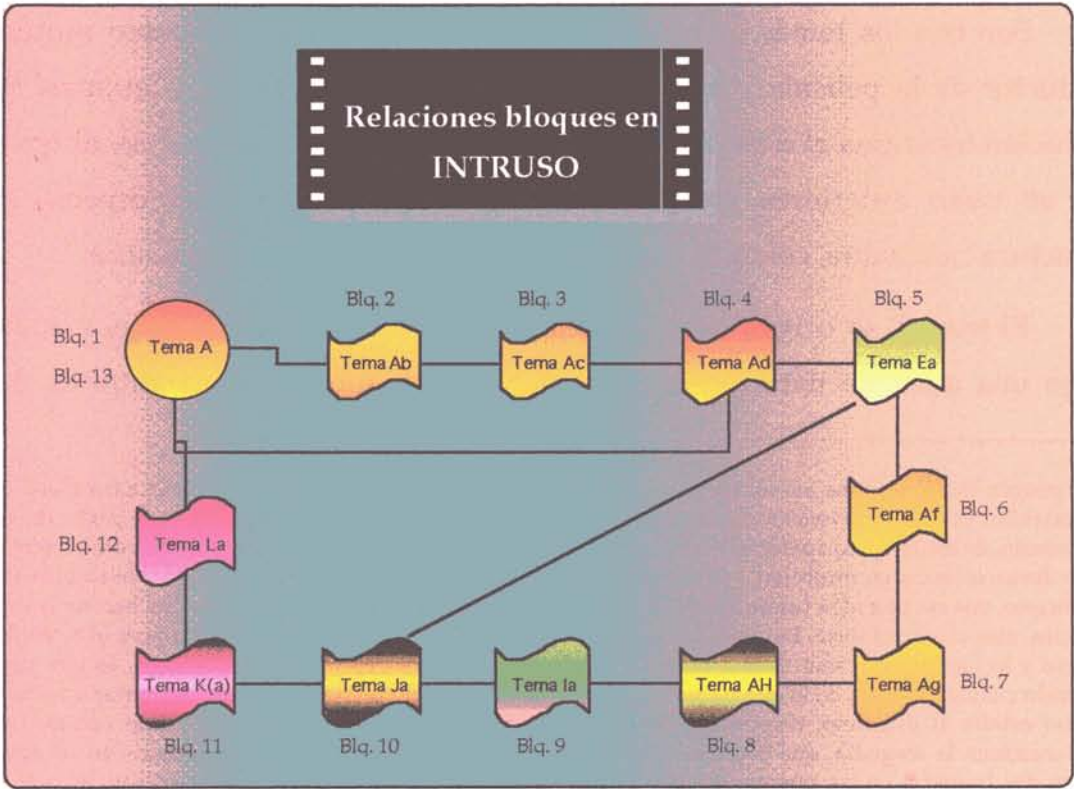 Relaciones bloques en
INTRUSO
Blq. 2
Blq. 3
Blq. 4
Blq. 5
Blq. 1
Blq. 13
Tema A
Tema Ab
Tema Ac
Tema Ad
Tema Ea
Blq. 12
Tema La
Tema Af
Blq. 6
Tema K(a)
Tema Ja
Tema Ia
Tema AH
Tema Ag
Blq. 7
Blq. 11
Blq. 10
Blq. 9
Blq. 8